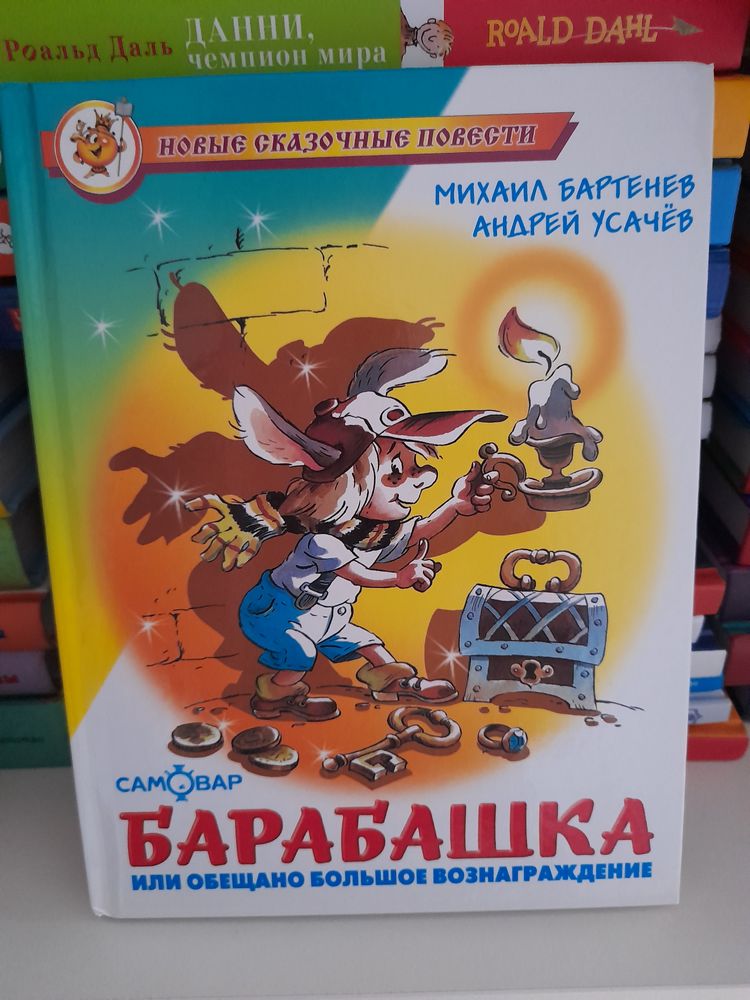 Роальд Даль ДАННИ,
чемпион мира
ROALD DAHL
НОВЫЕ СКАЗОЧНЫЕ ПОВЕСТИ
МИХАИЛ БАРТЕНЕВ
АНДРЕЙ УСАЧЁВ
САМОВАР
БАРАБАШКА
ИЛИ ОБЕЩАНО БОЛЬШОЕ ВОЗНАГРАЖДЕНИЕ